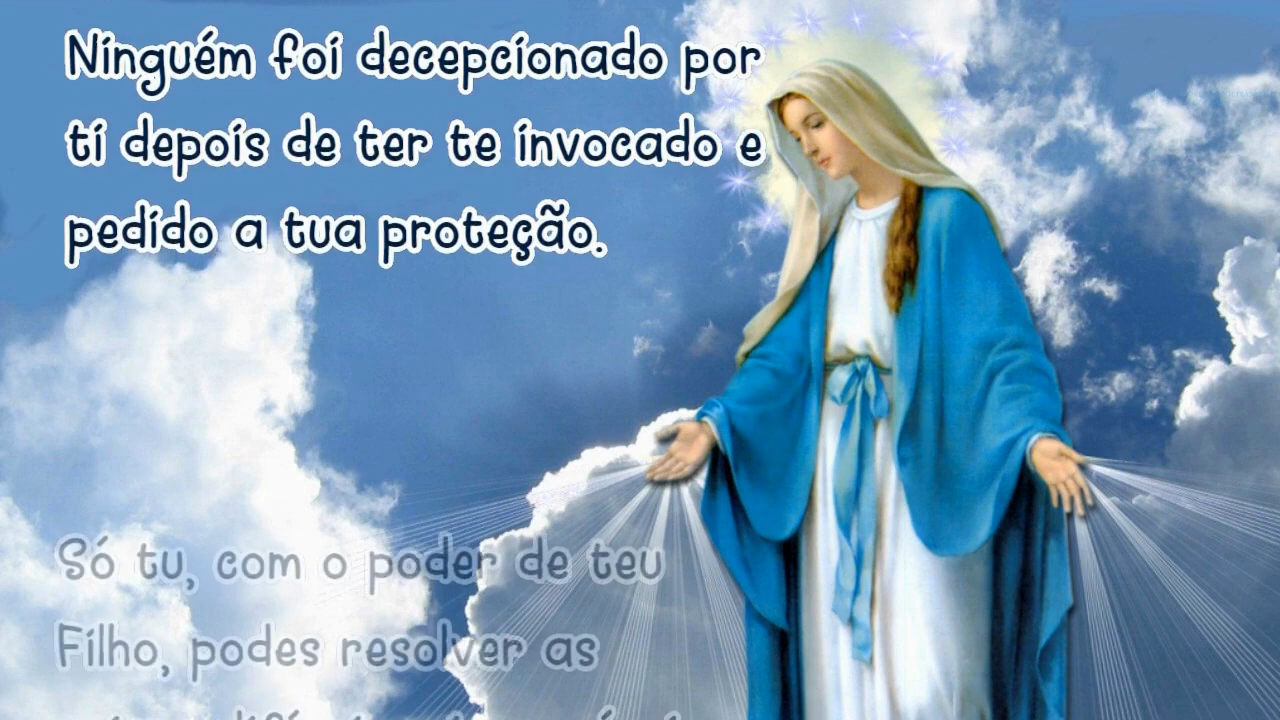 Ninguém foi decepcionado por
ti depois de ter te invocado e
pedido a tua proteção.
Só tu, com o poder de teu
Filho, podes resolver as